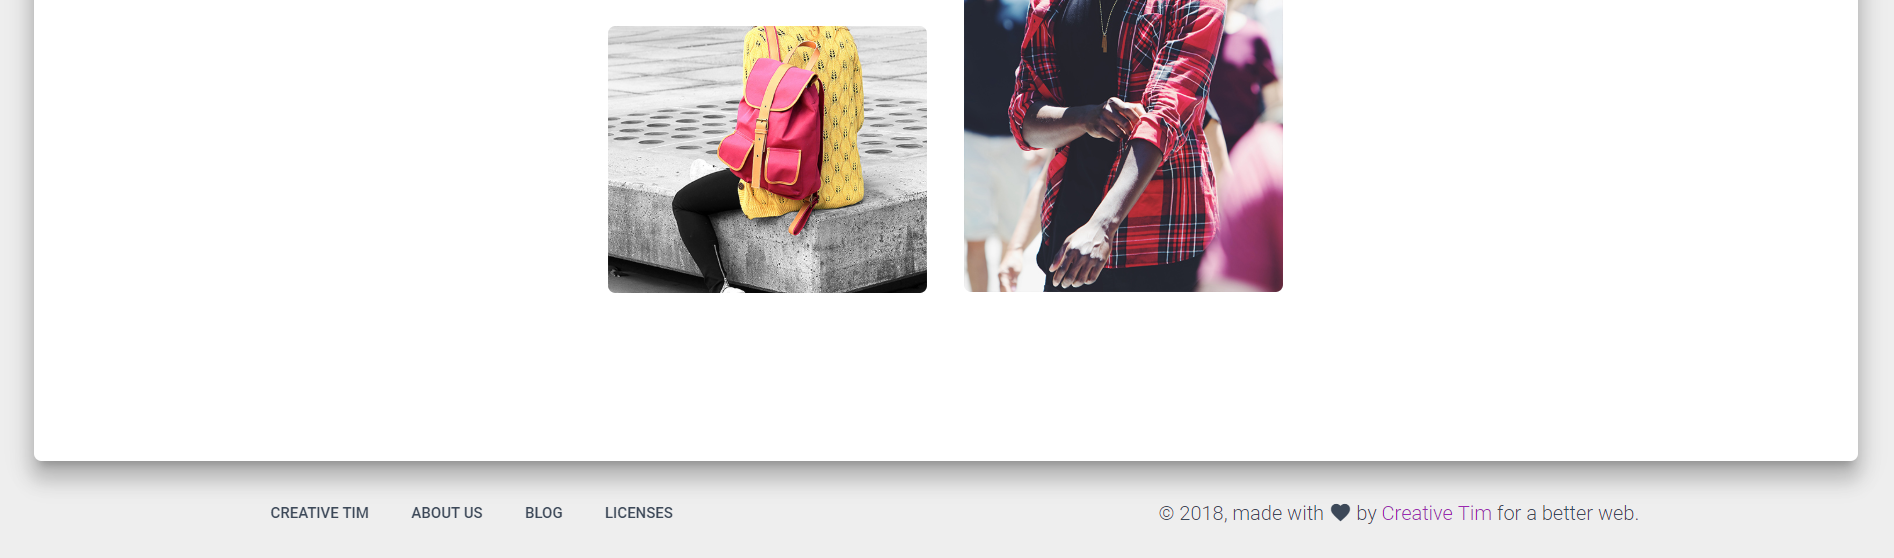 CREATIVE TIM ABOUT US BLOG LICENSES
© 2018, made with ♥ by Creative Tim for a better web.